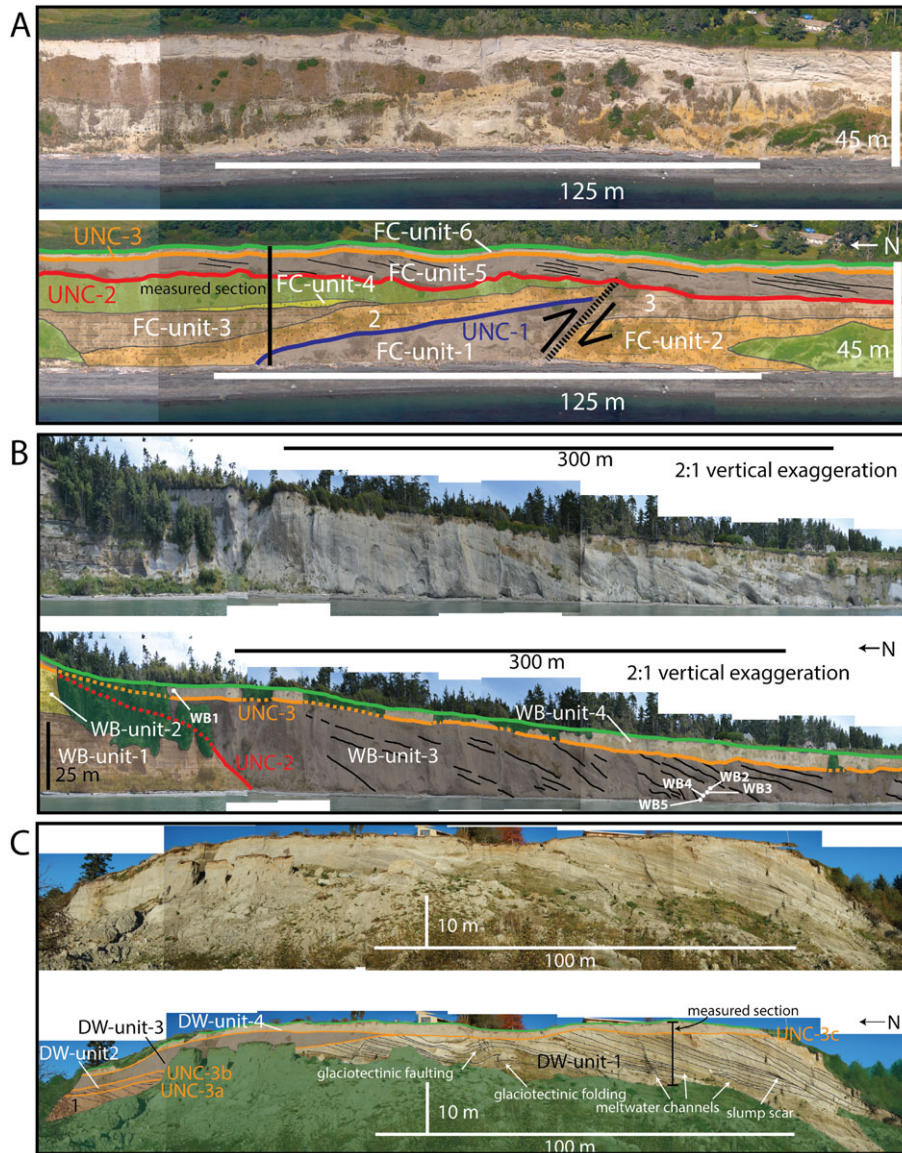 A
45 m
125 m
UNC-3
FC-unit-6
N
UNC-2
measured section
FC-unit-4
FC-unit-5
FC-unit-3
2
UNC-1
3
FC-unit-1
FC-unit-2
45 m
125 m
B
300 m
2:1 vertical exaggeration
N
300 m
2:1 vertical exaggeration
WB-unit-2
WB1
UNC-3
WB-unit-4
WB-unit-1
25 m
UNC-2
WB-unit-3
WB4
WB2
WB3
WB5
C
10 m
100 m
measured section
N
DW-unit-3
DW-unit-4
UNC-3c
DW-unit2
UNC-3b
UNC-3a
1
DW-unit-1
glaciotectinic faulting
glaciotectinic folding
meltwater channels
slump scar
10 m
100 m